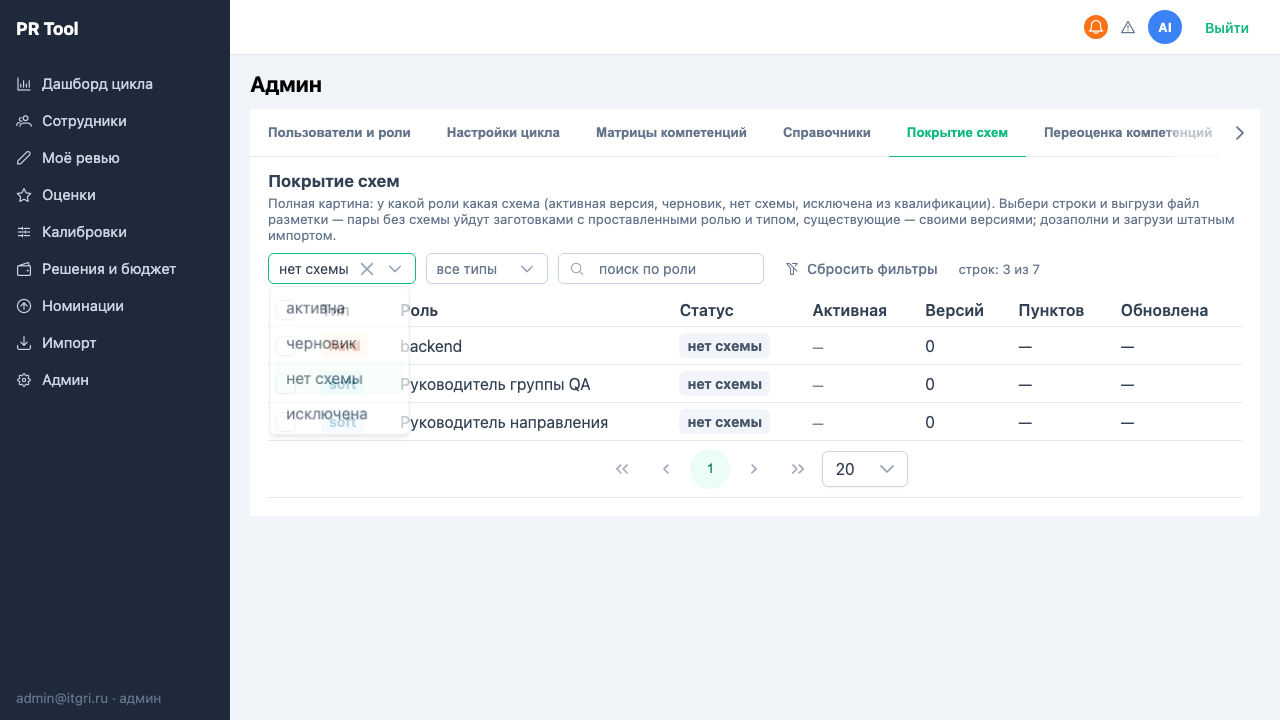 PR Tool
AI
Выйти
Дашборд цикла
Сотрудники
Моё ревью
Оценки
Калибровки
Решения и бюджет
Номинации
Импорт
Админ
admin@itgri.ru · админ
Админ
Пользователи и роли
Настройки цикла
Матрицы компетенций
Справочники
Покрытие схем
Переоценка компетенций
Покрытие схем
Полная картина: у какой роли какая схема (активная версия, черновик, нет схемы, исключена из квалификации). Выбери строки и выгрузи файл
разметки — пары без схемы уйдут заготовками с проставленными ролью и типом, существующие — своими версиями; дозаполни и загрузи штатным
импортом.
нет схемы
все типы
поиск по роли
Сбросить фильтры
строк: 3 из 7
активна
черновик
нет схемы
исключена
Тип Роль Статус Активная Версий Пунктов Обновлена
hard backend нет схемы — 0 — —
soft Руководитель группы QA нет схемы — 0 — —
soft Руководитель направления нет схемы — 0 — —
1
20